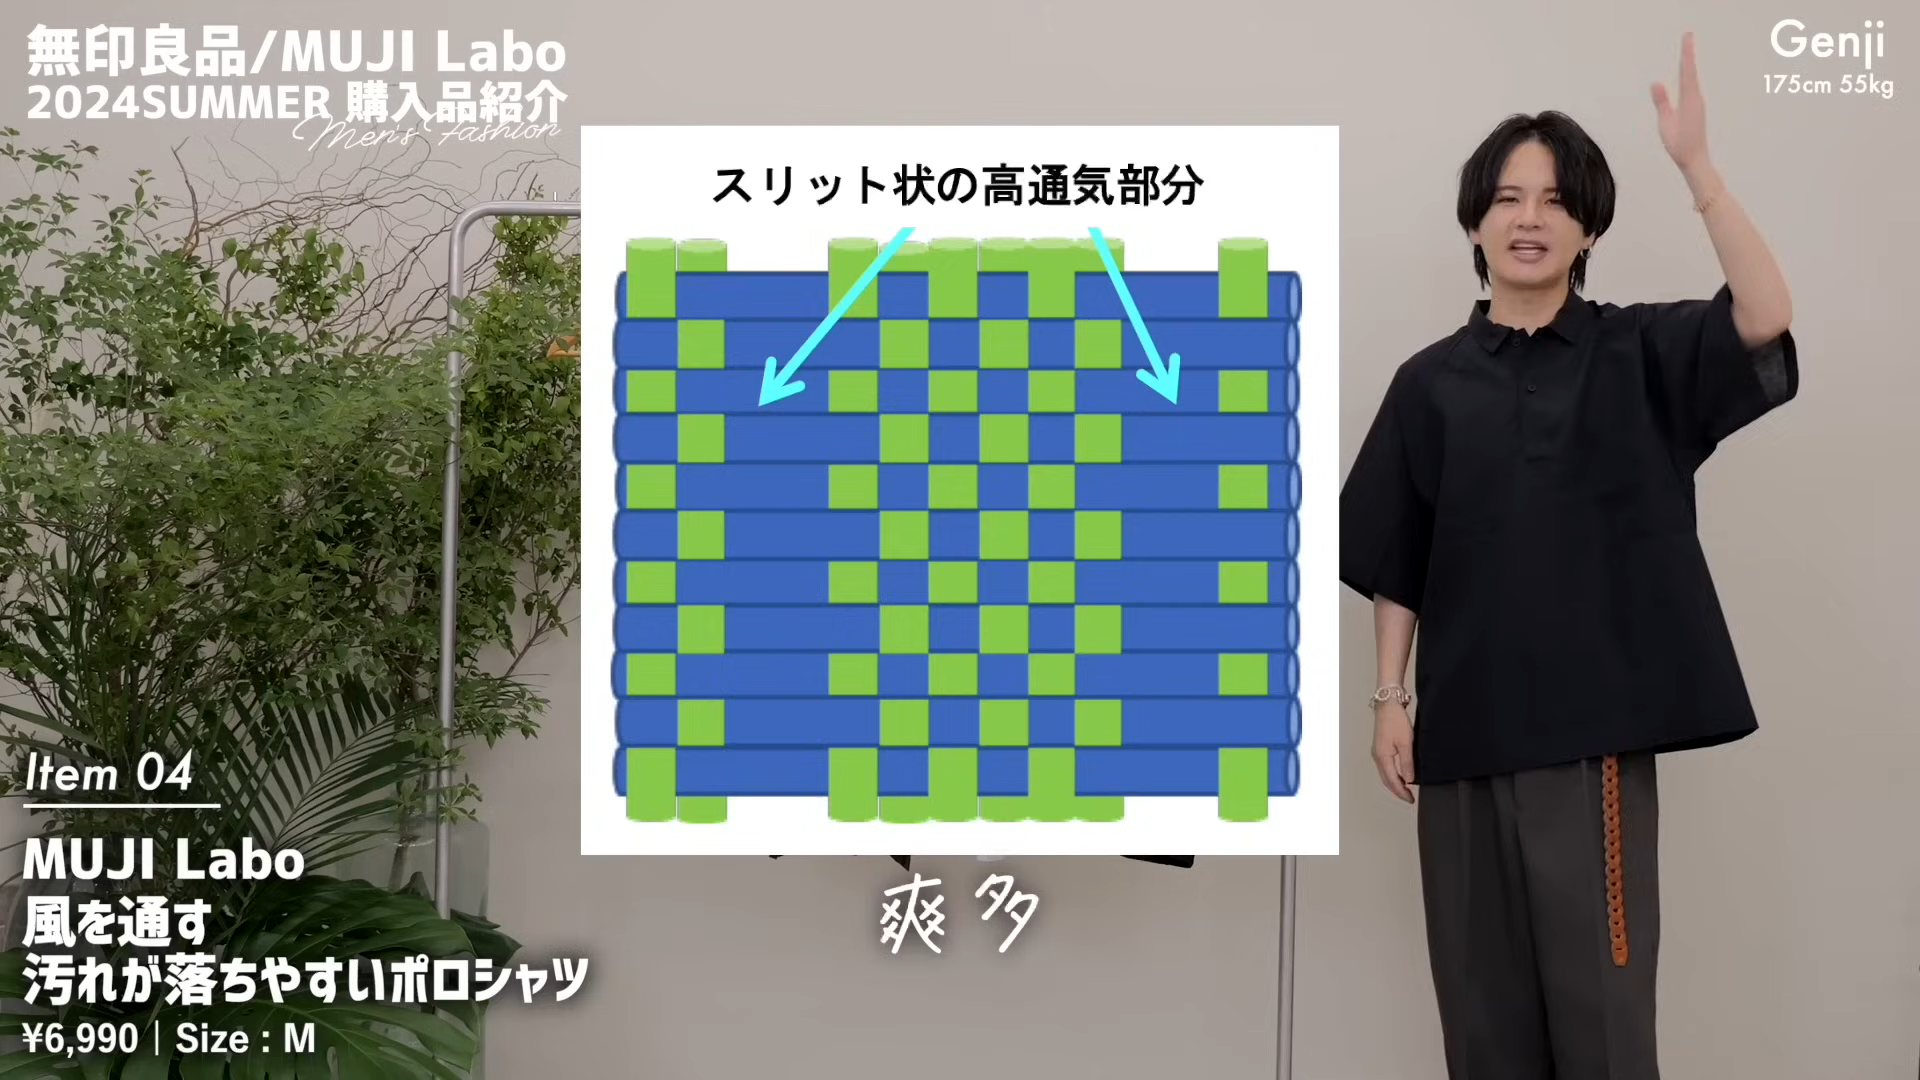 無印良品/MUJI Labo
2024SUMMER 購入品紹介
Men's Fashion
Genji
175cm 55kg
スリット状の高通気部分
爽多
Item 04
MUJI Labo
風を通す
汚れが落ちやすいポロシャツ
¥6,990｜Size : M